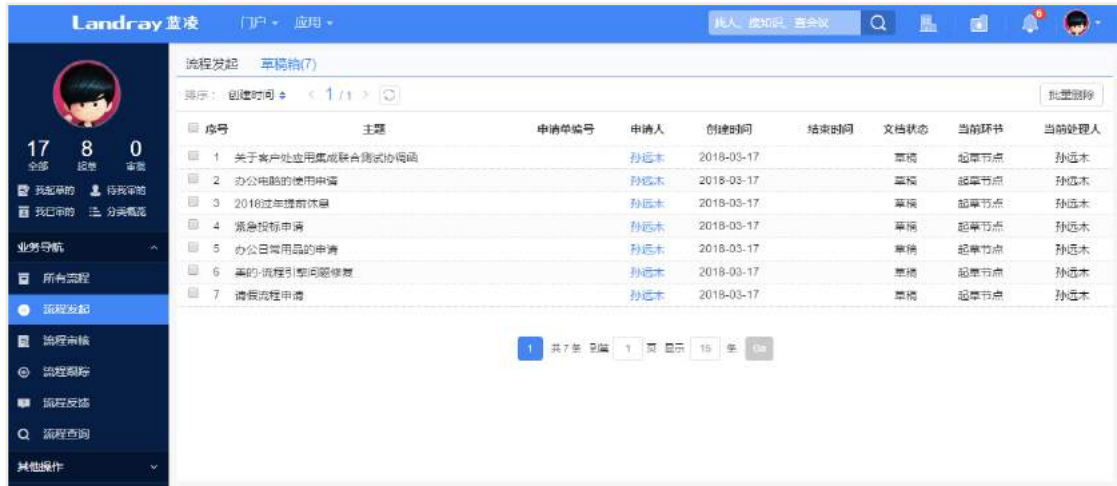 Landray 蓝凌 门户 应用 找人、搜知识、查会议 6
流程发起 草稿箱(7)
排序： 创建时间 < 1 / 1 > 批量删除
17 8 0
全部 起草 审批
我起草的 待我审的
我已审的 分类概览
业务导航
所有流程
流程发起
流程审核
流程跟踪
流程反馈
流程查询
其他操作
序号 主题 申请单编号 申请人 创建时间 结束时间 文档状态 当前环节 当前处理人
1 关于客户处应用集成联合测试协调函 孙远木 2018-03-17 草稿 起草节点 孙远木
2 办公电脑的使用申请 孙远木 2018-03-17 草稿 起草节点 孙远木
3 2018过年提前休息 孙远木 2018-03-17 草稿 起草节点 孙远木
4 紧急投标申请 孙远木 2018-03-17 草稿 起草节点 孙远木
5 办公日常用品的申请 孙远木 2018-03-17 草稿 起草节点 孙远木
6 美的-流程引擎问题修复 孙远木 2018-03-17 草稿 起草节点 孙远木
7 请假流程申请 孙远木 2018-03-17 草稿 起草节点 孙远木
1 共7条 到第 1 页 显示 15 条 Go